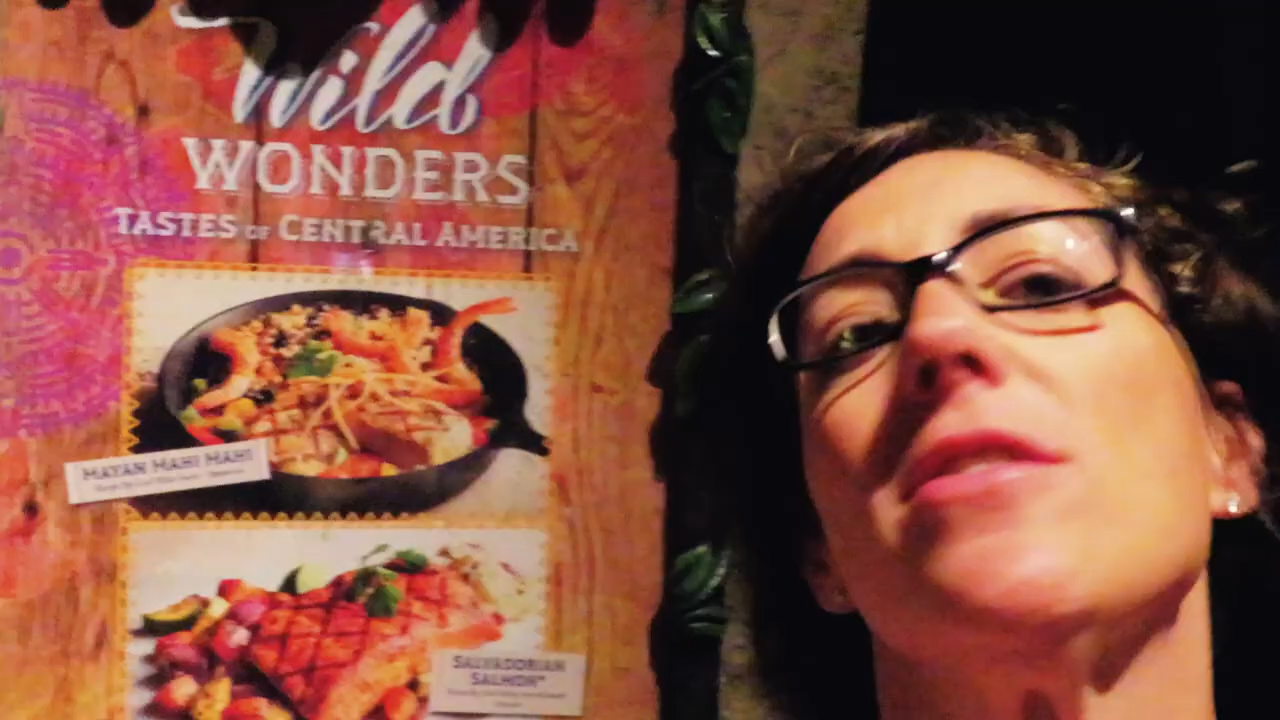 Wild
WONDERS
TASTES OF CENTRAL AMERICA
MAYAN MAHI MAHI
SALVADORIAN
SALMON*